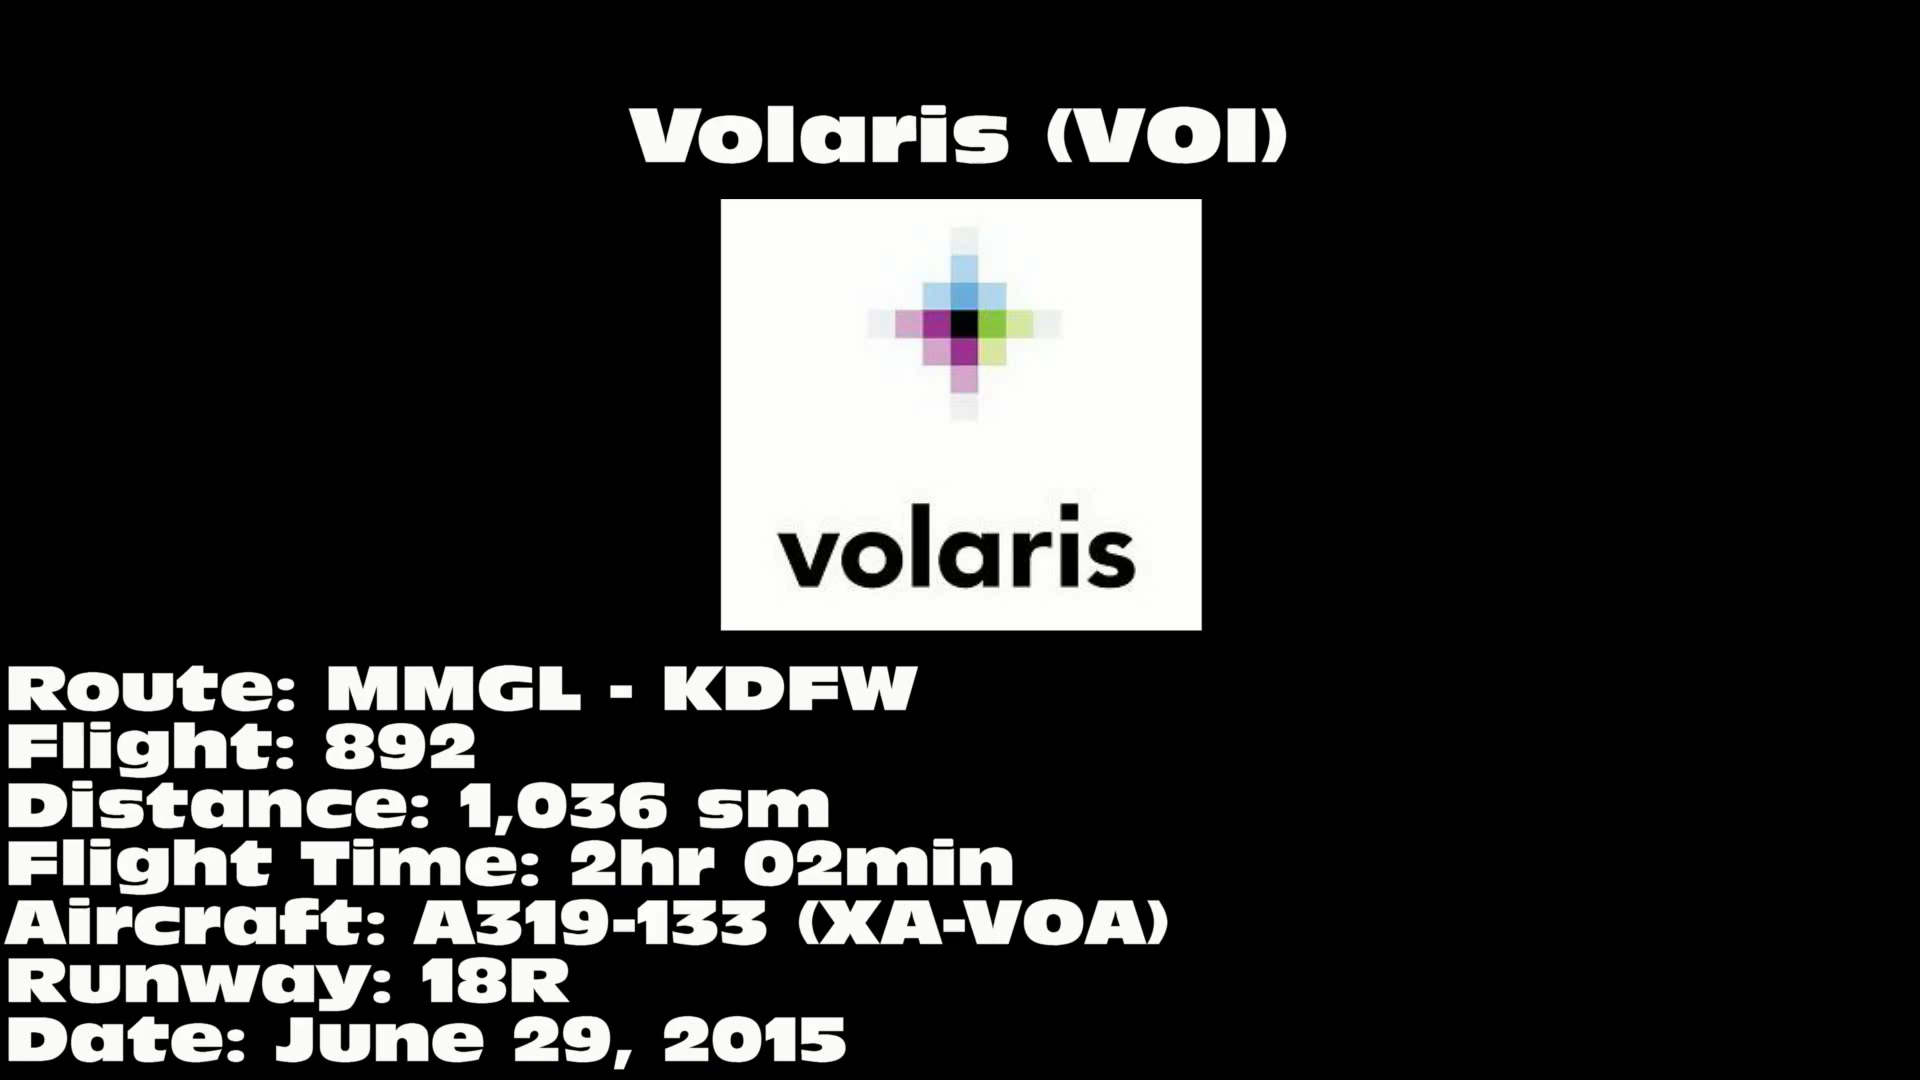 Volaris (VOI)
volaris
Route: MMGL - KDFW
Flight: 892
Distance: 1,036 sm
Flight Time: 2hr 02min
Aircraft: A319-133 (XA-VOA)
Runway: 18R
Date: June 29, 2015